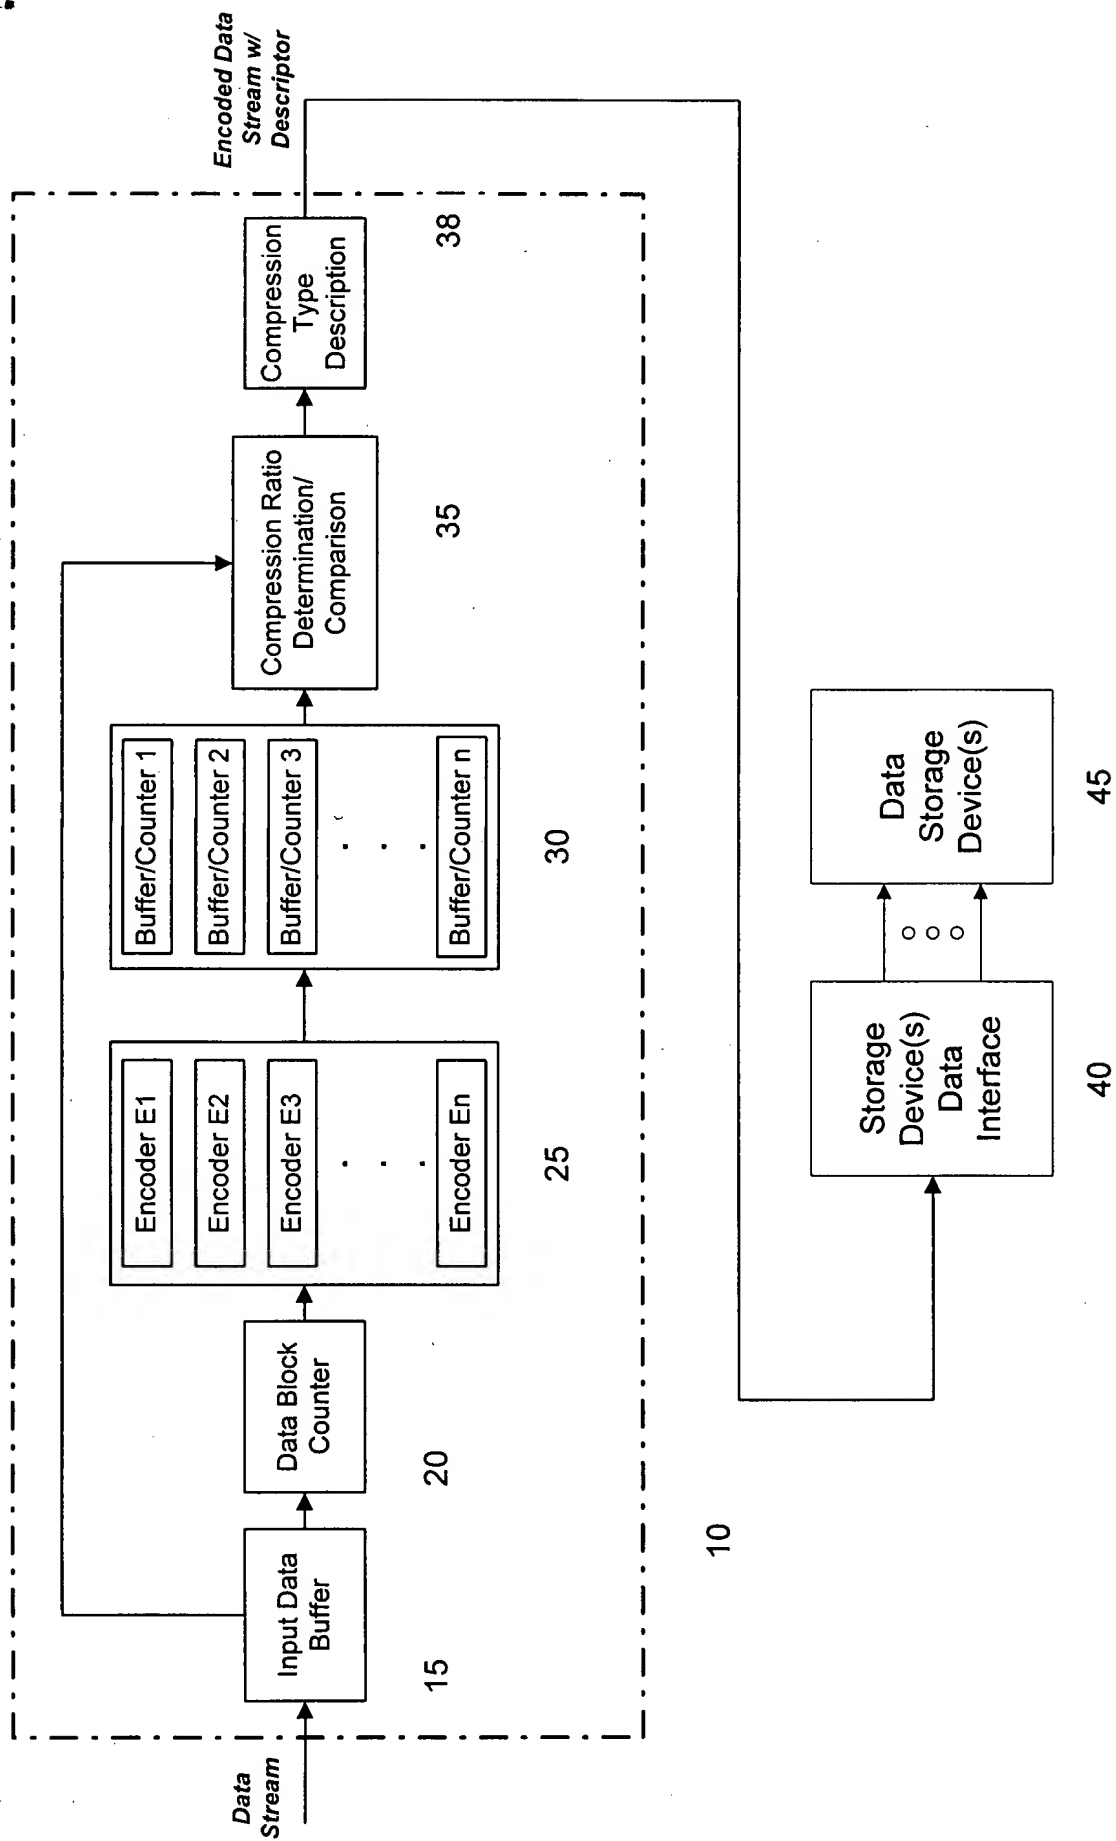 Data
Stream
Input Data
Buffer
15
Data Block
Counter
20
Encoder E1
Encoder E2
Encoder E3
. . .
Encoder En
25
Buffer/Counter 1
Buffer/Counter 2
Buffer/Counter 3
. . .
Buffer/Counter n
30
Compression Ratio
Determination/
Comparison
35
Compression
Type
Description
38
Encoded Data
Stream w/
Descriptor
10
Storage
Device(s)
Data
Interface
40
Data
Storage
Device(s)
45